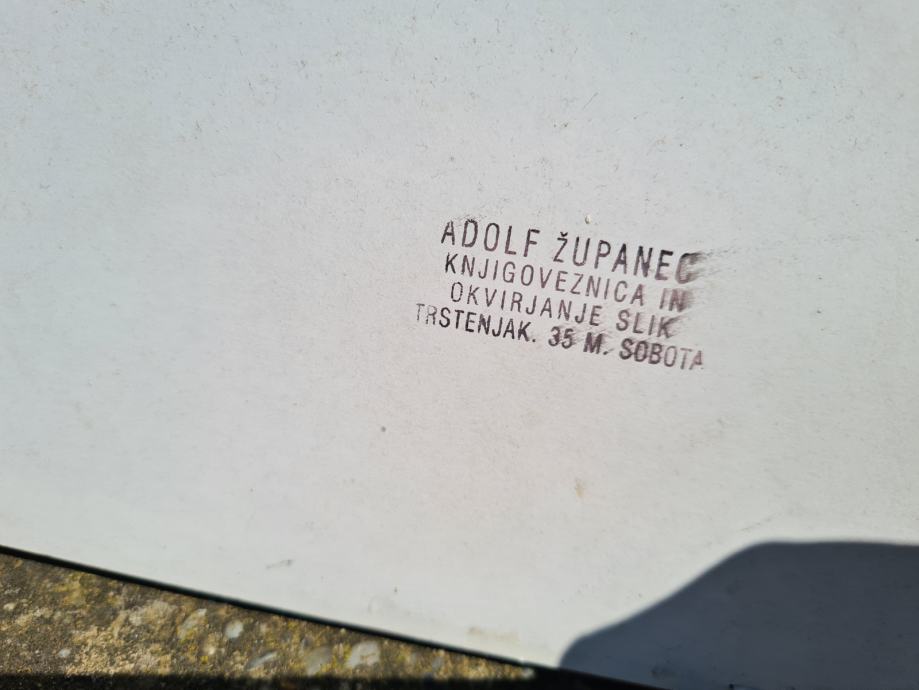 ADOLF ŽUPANEC
KNJIGOVEZNICA IN
OKVIRJANJE SLIK
TRSTENJAK. 35 M. SOBOTA